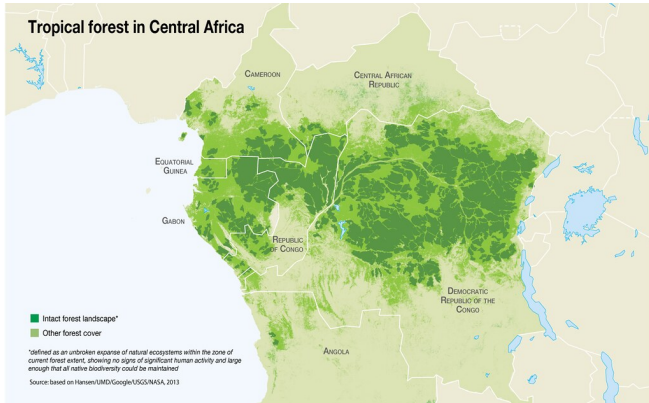 Tropical forest in Central Africa
CAMEROON
CENTRAL AFRICAN
REPUBLIC
EQUATORIAL
GUINEA
GABON
REPUBLIC
OF CONGO
DEMOCRATIC
REPUBLIC OF THE
CONGO
ANGOLA
Intact forest landscape*
Other forest cover
*defined as an unbroken expanse of natural ecosystems within the zone of
current forest extent, showing no signs of significant human activity and large
enough that all native biodiversity could be maintained
Source: based on Hansen/UMD/Google/USGS/NASA, 2013